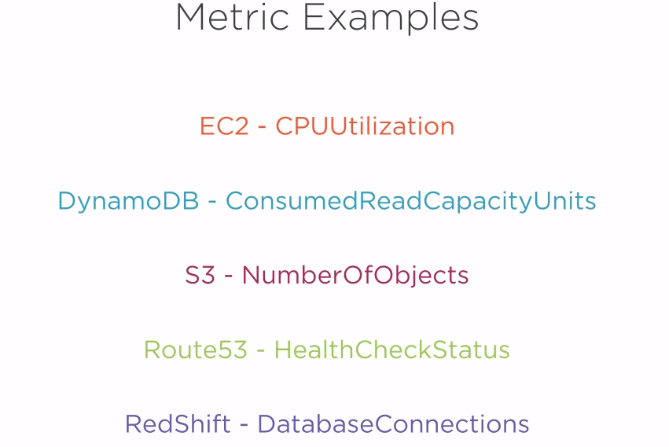 Metric Examples
EC2 - CPUUtilization
DynamoDB - ConsumedReadCapacityUnits
S3 - NumberOfObjects
Route53 - HealthCheckStatus
RedShift - DatabaseConnections